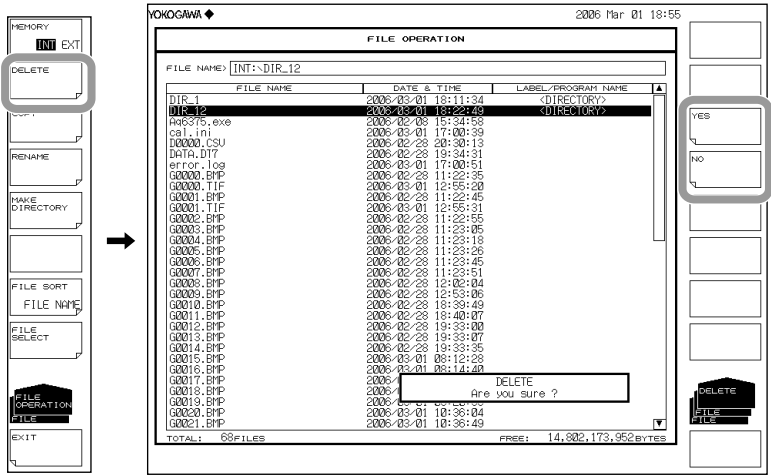 MEMORY
INT EXT
DELETE
COPY
RENAME
MAKE
DIRECTORY
FILE SORT
FILE NAME
FILE
SELECT
FILE
OPERATION
FILE
EXIT
YOKOGAWA 2006 Mar 01 18:55
FILE OPERATION
FILE NAME> INT:\DIR_12
FILE NAME DATE & TIME LABEL/PROGRAM NAME
DIR_1 2006/03/01 18:11:34 <DIRECTORY>
DIR_12 2006/03/01 18:22:49 <DIRECTORY>
Aq6375.exe 2006/02/08 15:34:58
cal.ini 2006/03/01 17:00:39
D0000.CSV 2006/02/28 20:30:13
DATA.DT7 2006/02/28 19:34:31
error.log 2006/03/01 17:00:51
G0000.BMP 2006/02/28 11:22:35
G0000.TIF 2006/03/01 12:55:20
G0001.BMP 2006/02/28 11:22:45
G0001.TIF 2006/03/01 12:55:31
G0002.BMP 2006/02/28 11:22:55
G0003.BMP 2006/02/28 11:23:05
G0004.BMP 2006/02/28 11:23:18
G0005.BMP 2006/02/28 11:23:26
G0006.BMP 2006/02/28 11:23:45
G0007.BMP 2006/02/28 11:23:51
G0008.BMP 2006/02/28 12:02:04
G0009.BMP 2006/02/28 12:53:06
G0010.BMP 2006/02/28 18:39:49
G0011.BMP 2006/02/28 18:40:07
G0012.BMP 2006/02/28 19:33:00
G0013.BMP 2006/02/28 19:33:07
G0014.BMP 2006/02/28 19:33:35
G0015.BMP 2006/03/01 08:12:28
G0016.BMP 2006/03/01 08:14:40
G0017.BMP 2006/
G0018.BMP 2006/
G0019.BMP 2006/
G0020.BMP 2006/03/01 10:36:04
G0021.BMP 2006/03/01 10:36:49
DELETE
Are you sure ?
TOTAL: 68FILES FREE: 14,802,173,952BYTES
YES
NO
DELETE
FILE
FILE